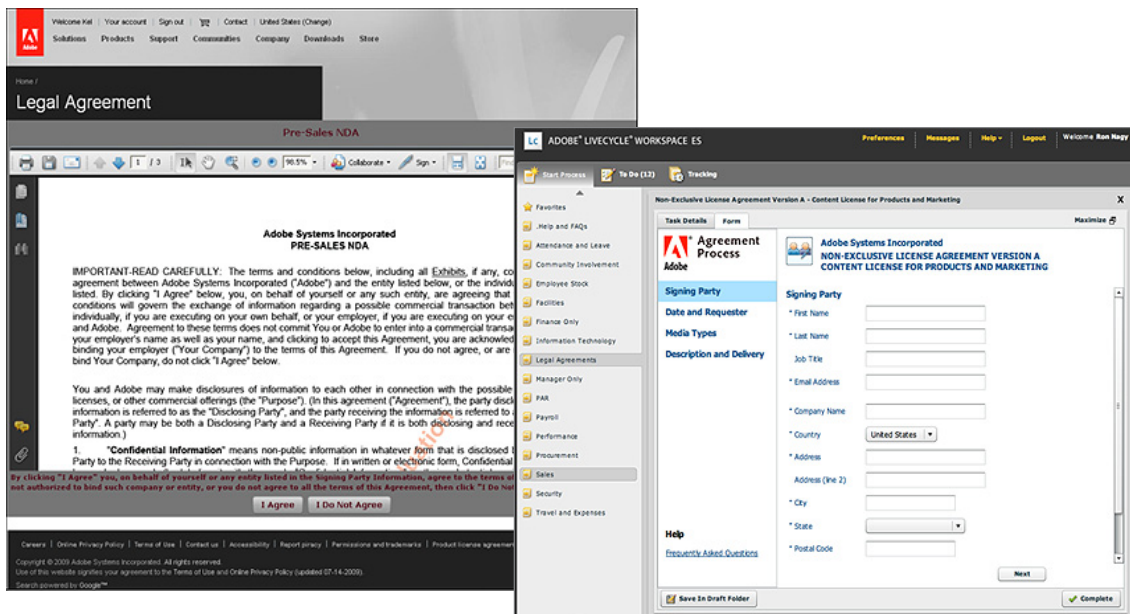 Welcome Kel | Your account | Sign out | Contact | United States (Change)
Adobe
Solutions Products Support Communities Company Downloads Store
Home /
Legal Agreement
Pre-Sales NDA
1 / 3 98.5% Collaborate Sign
Adobe Systems Incorporated
PRE-SALES NDA
IMPORTANT-READ CAREFULLY: The terms and conditions below, including all Exhibits, if any, co
agreement between Adobe Systems Incorporated ("Adobe") and the entity listed below, or the individ
listed. By clicking "I Agree" below, you, on behalf of yourself or any such entity, are agreeing that
conditions will govern the exchange of information regarding a possible commercial transaction bet
individually, if you are executing on your own behalf, or your employer, if you are executing on your e
and Adobe. Agreement to these terms does not commit You or Adobe to enter into a commercial transa
your employer's name as well as your name, and clicking to accept this Agreement, you are acknowled
binding your employer ("Your Company") to the terms of this Agreement. If you do not agree, or are
bind Your Company, do not click "I Agree" below.
You and Adobe may make disclosures of information to each other in connection with the possible
licenses, or other commercial offerings (the "Purpose"). (In this agreement ("Agreement"), the party discl
information is referred to as the "Disclosing Party", and the party receiving the information is referred to
Party". A party may be both a Disclosing Party and a Receiving Party if it is both disclosing and rece
information.)
1. "Confidential Information" means non-public information in whatever form that is disclosed
Party to the Receiving Party in connection with the Purpose. If in written or electronic form, Confidential
By clicking "I Agree" you, on behalf of yourself or any entity listed in the Signing Party Information, agree to the terms of
not authorized to bind such company or entity, or you do not agree to all the terms of this Agreement, then click "I Do No
I Agree I Do Not Agree
Careers | Online Privacy Policy | Terms of Use | Contact us | Accessibility | Report piracy | Permissions and trademarks | Product license agreemen
Copyright © 2009 Adobe Systems Incorporated. All rights reserved.
Use of this website signifies your agreement to the Terms of Use and Online Privacy Policy (updated 07-14-2009).
Search powered by Google™
LC ADOBE® LIVECYCLE® WORKSPACE ES
Preferences Messages Help Logout Welcome Ron Nagy
Start Process To Do (12) Tracking
Favorites
.Help and FAQs
Attendance and Leave
Community Involvement
Employee Stock
Facilities
Finance Only
Information Technology
Legal Agreements
Manager Only
PAR
Payroll
Performance
Procurement
Sales
Security
Travel and Expenses
Non-Exclusive License Agreement Version A - Content License for Products and Marketing X
Task Details Form Maximize
Adobe
Agreement
Process
Signing Party
Date and Requester
Media Types
Description and Delivery
Help
Frequently Asked Questions
Adobe Systems Incorporated
NON-EXCLUSIVE LICENSE AGREEMENT VERSION A
CONTENT LICENSE FOR PRODUCTS AND MARKETING
Signing Party
* First Name
* Last Name
Job Title
* Email Address
* Company Name
* Country United States
* Address
Address (line 2)
* City
* State
* Postal Code
Next
Save In Draft Folder Complete